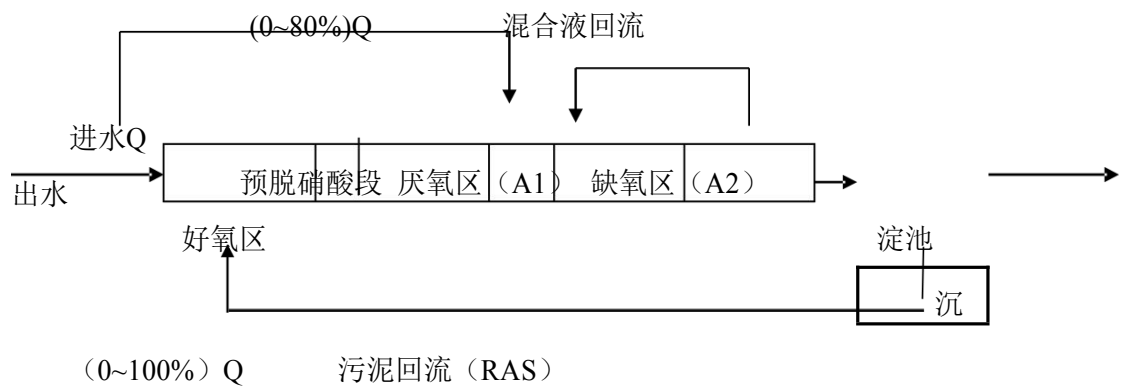 (0~80%)Q 混合液回流
进水Q
预脱硝酸段 厌氧区（A1） 缺氧区（A2）
出水
好氧区 淀池
沉
（0~100%）Q 污泥回流（RAS）